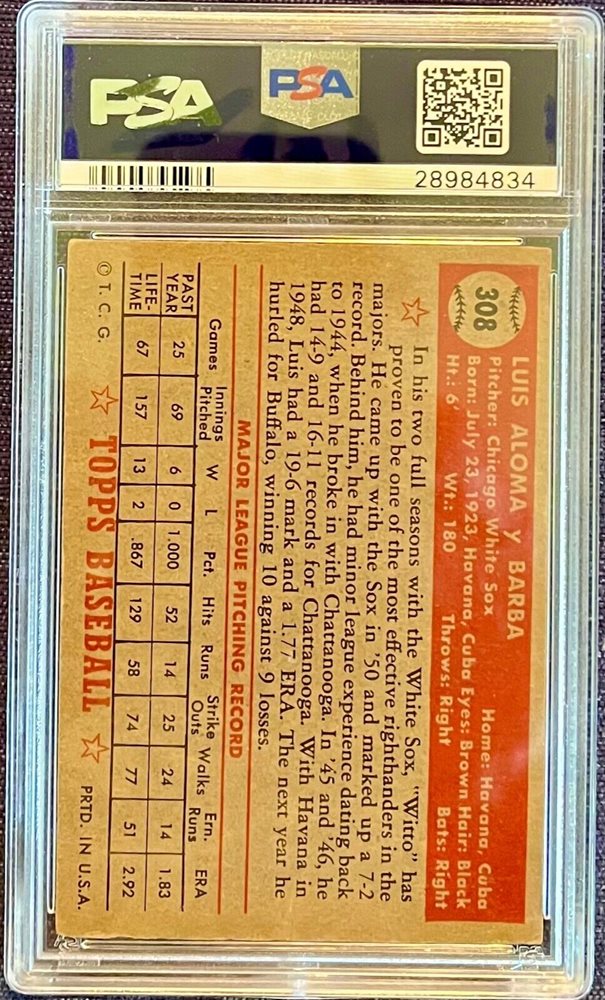 PSA
PSA
28984834
308
LUIS ALOMA y BARBA
Pitcher: Chicago White Sox Home: Havana, Cuba
Born: July 23, 1923, Havana, Cuba Eyes: Brown Hair: Black
Ht.: 6' Wt.: 180 Throws: Right Bats: Right
In his two full seasons with the White Sox, "Witto" has
proven to be one of the most effective righthanders in the
majors. He came up with the Sox in '50 and marked up a 7-2
record. Behind him, he had minor league experience dating back
to 1944, when he broke in with Chattanooga. In '45 and '46, he
had 14-9 and 16-11 records for Chattanooga. With Havana in
1948, Luis had a 19-6 mark and a 1.77 ERA. The next year he
hurled for Buffalo, winning 10 against 9 losses.
MAJOR LEAGUE PITCHING RECORD
Games Innings Pitched W L Pct. Hits Runs Strike Outs Walks Ern. Runs ERA
PAST YEAR 25 69 6 0 1.000 52 14 25 24 14 1.83
LIFE-TIME 67 157 13 2 .867 129 58 74 77 51 2.92
© T. C. G. TOPPS BASEBALL PRTD. IN U.S.A.